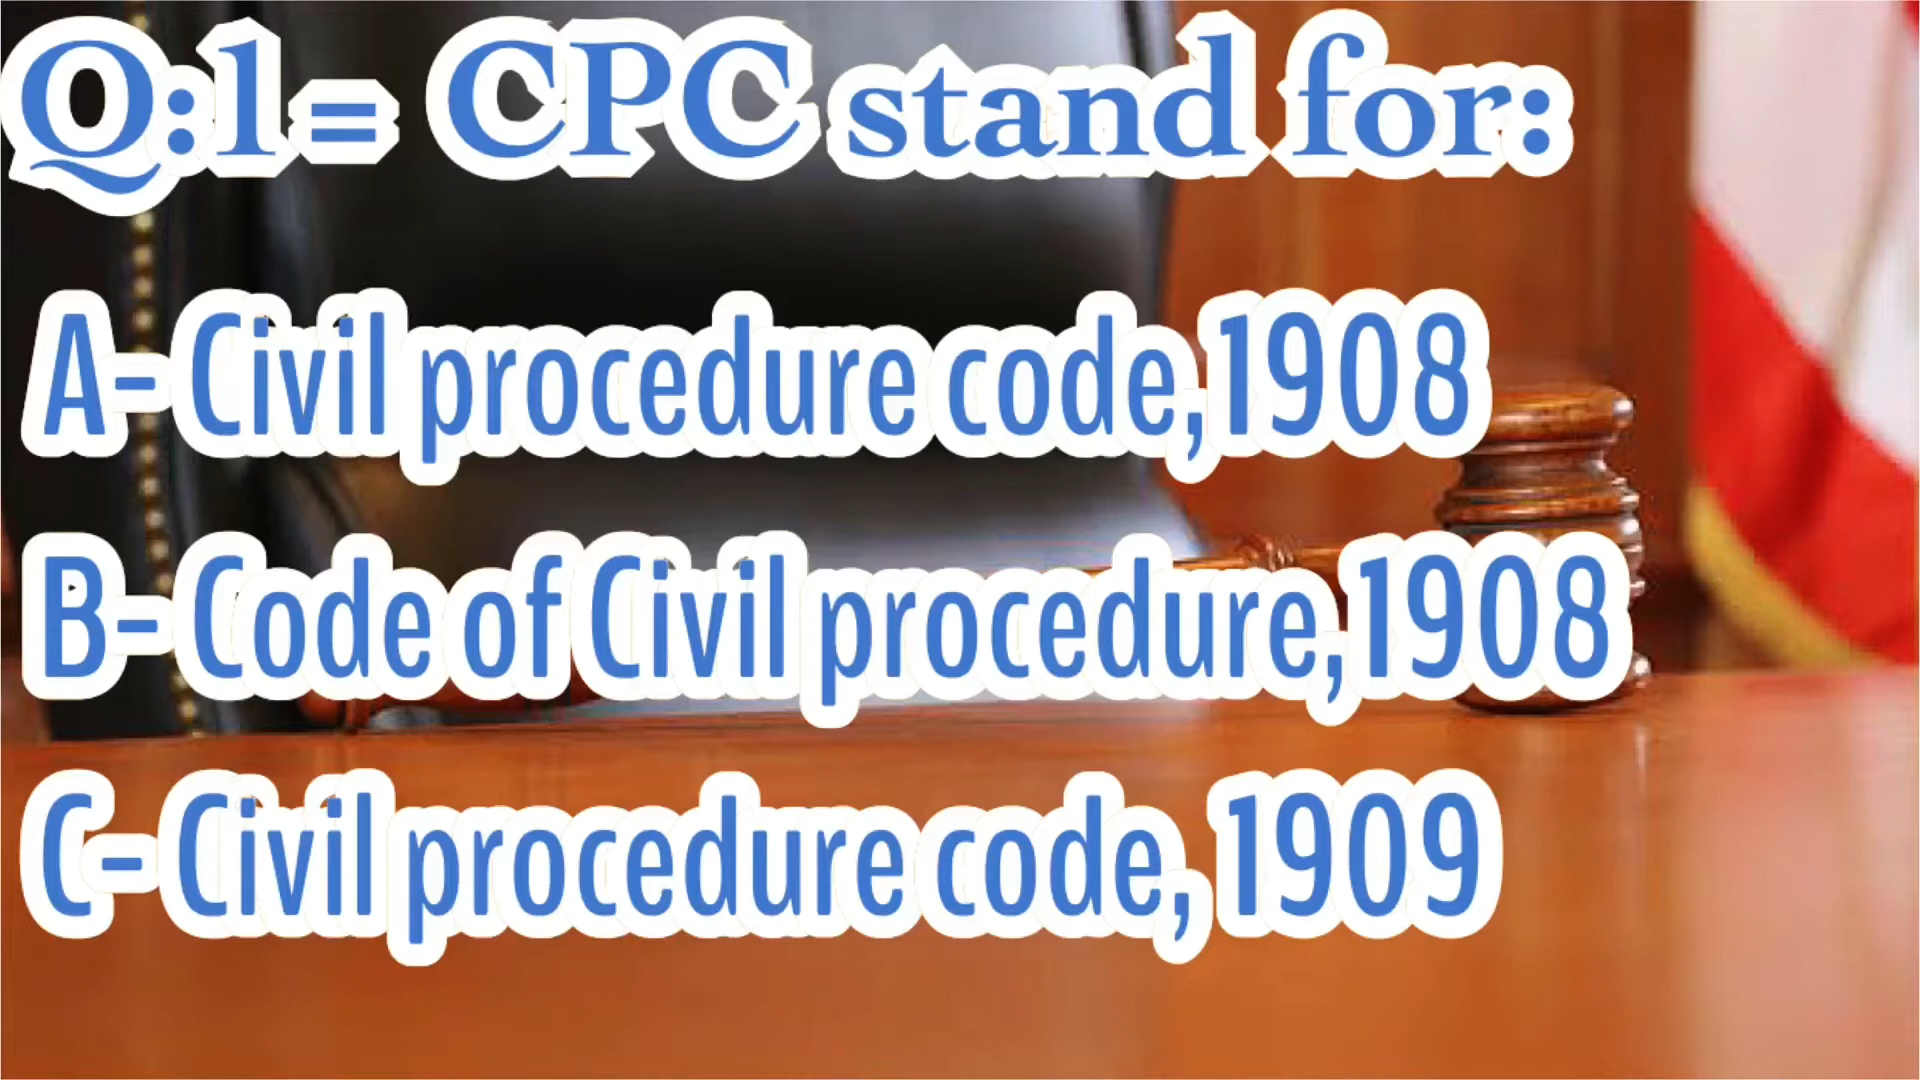 Q:1= CPC stand for:
A- Civil procedure code,1908
B- Code of Civil procedure,1908
C- Civil procedure code, 1909